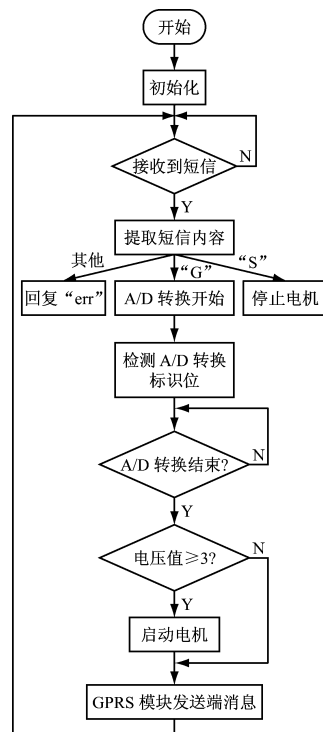 开始
初始化
接收到短信
N
Y
提取短信内容
其他
“G”
“S”
回复“err”
A/D 转换开始
停止电机
检测 A/D 转换
标识位
A/D 转换结束?
N
Y
电压值≥3?
N
Y
启动电机
GPRS 模块发送端消息